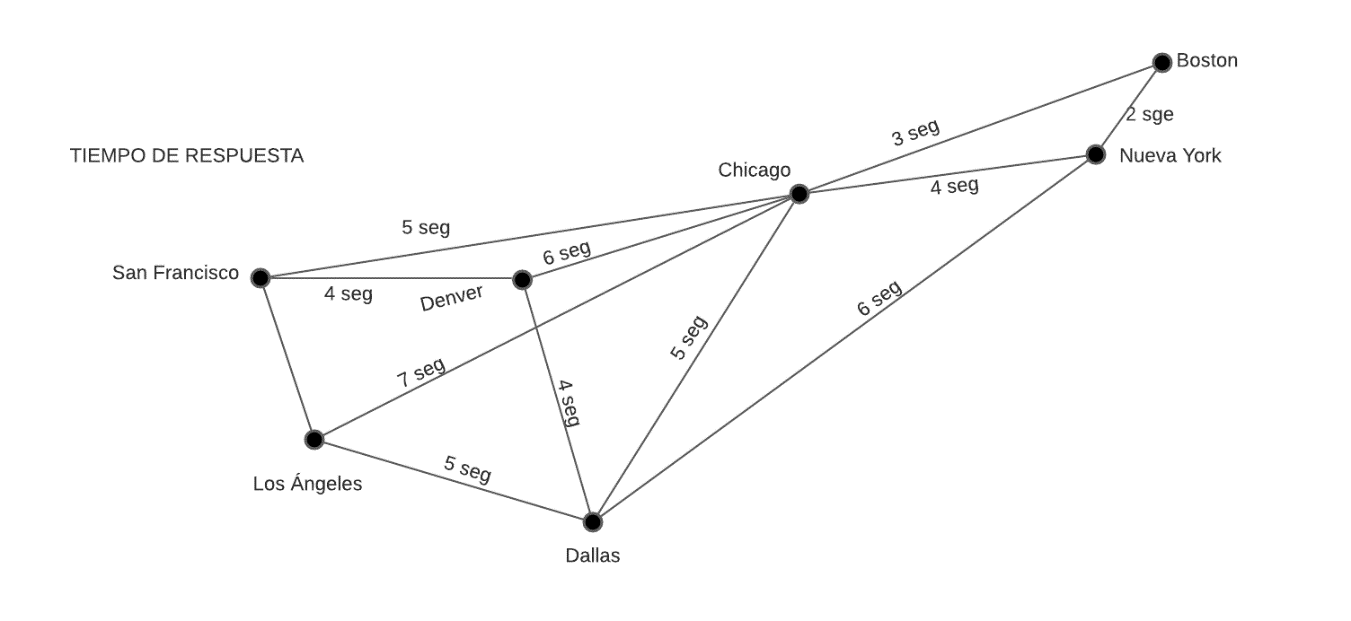 Boston
2 sge
3 seg
TIEMPO DE RESPUESTA
Nueva York
Chicago
4 seg
5 seg
6 seg
San Francisco
4 seg
Denver
6 seg
5 seg
7 seg
4 seg
5 seg
Los Ángeles
Dallas